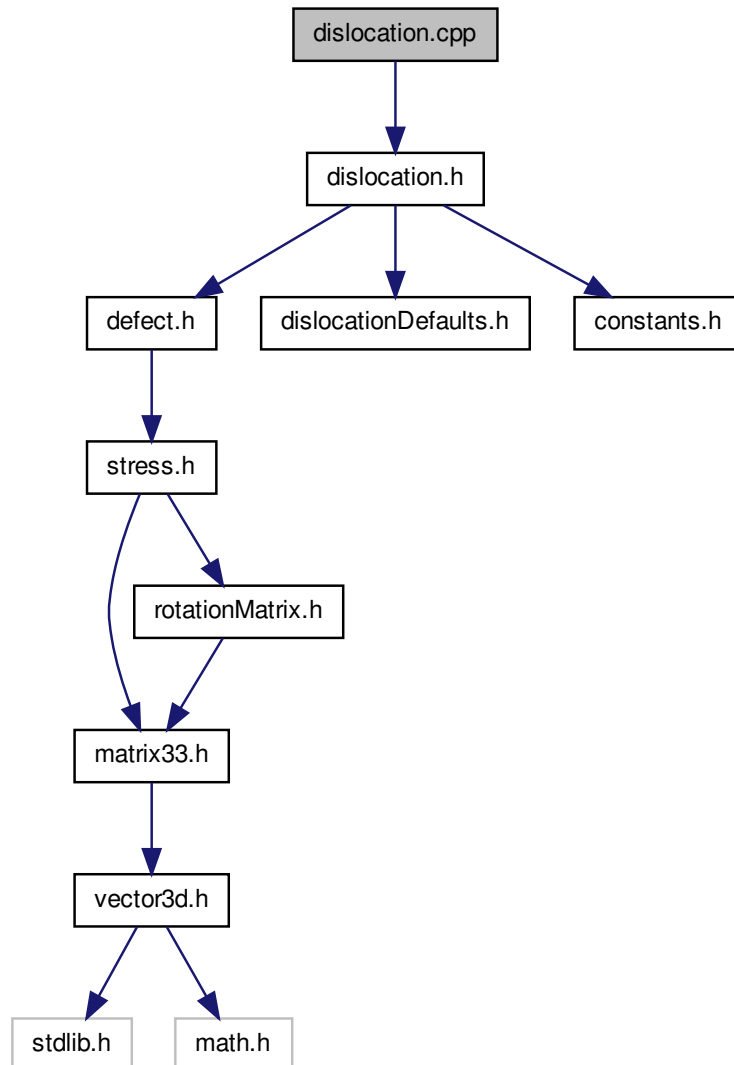 dislocation.cpp
dislocation.h
defect.h
dislocationDefaults.h
constants.h
stress.h
rotationMatrix.h
matrix33.h
vector3d.h
stdlib.h
math.h